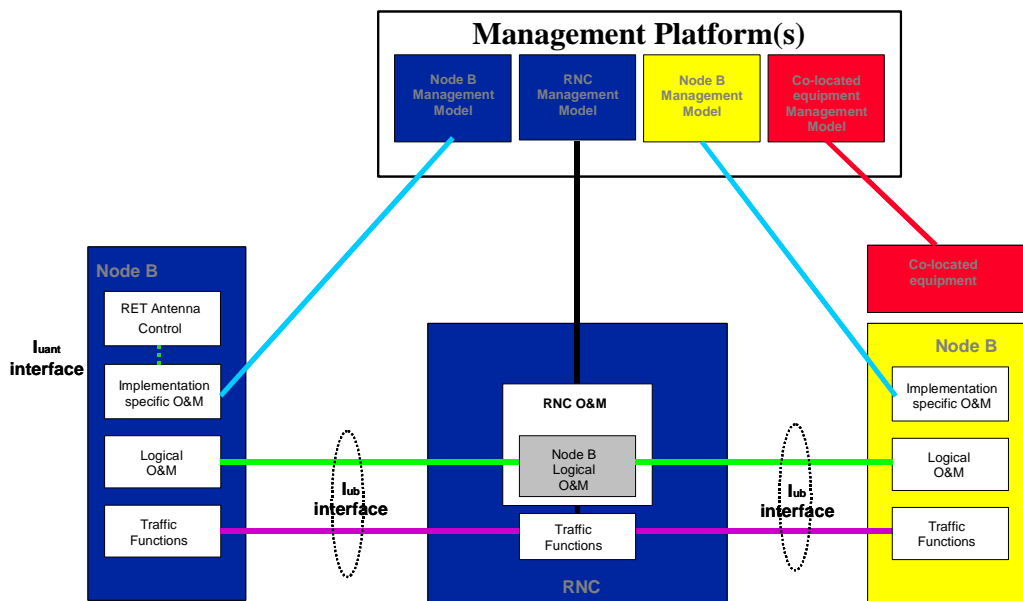 Management Platform(s)
Node B
Management
Model
RNC
Management
Model
Node B
Management
Model
Co-located
equipment
Management
Model
Node B
RET Antenna
Control
Iuant
interface
Implementation
specific O&M
Logical
O&M
Traffic
Functions
Iub
interface
RNC O&M
Node B
Logical
O&M
Traffic
Functions
RNC
Iub
interface
Co-located
equipment
Node B
Implementation
specific O&M
Logical
O&M
Traffic
Functions